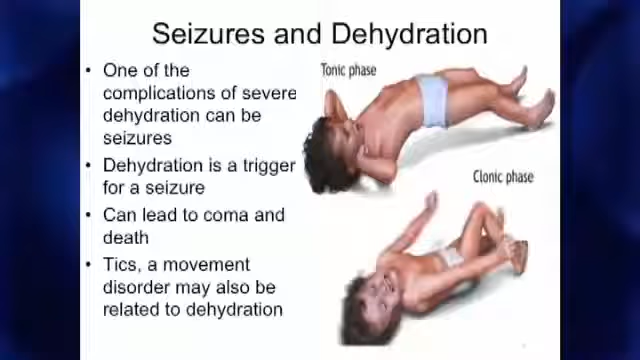 Seizures and Dehydration
• One of the
complications of severe
dehydration can be
seizures
• Dehydration is a trigger
for a seizure
• Can lead to coma and
death
• Tics, a movement
disorder may also be
related to dehydration
Tonic phase
Clonic phase